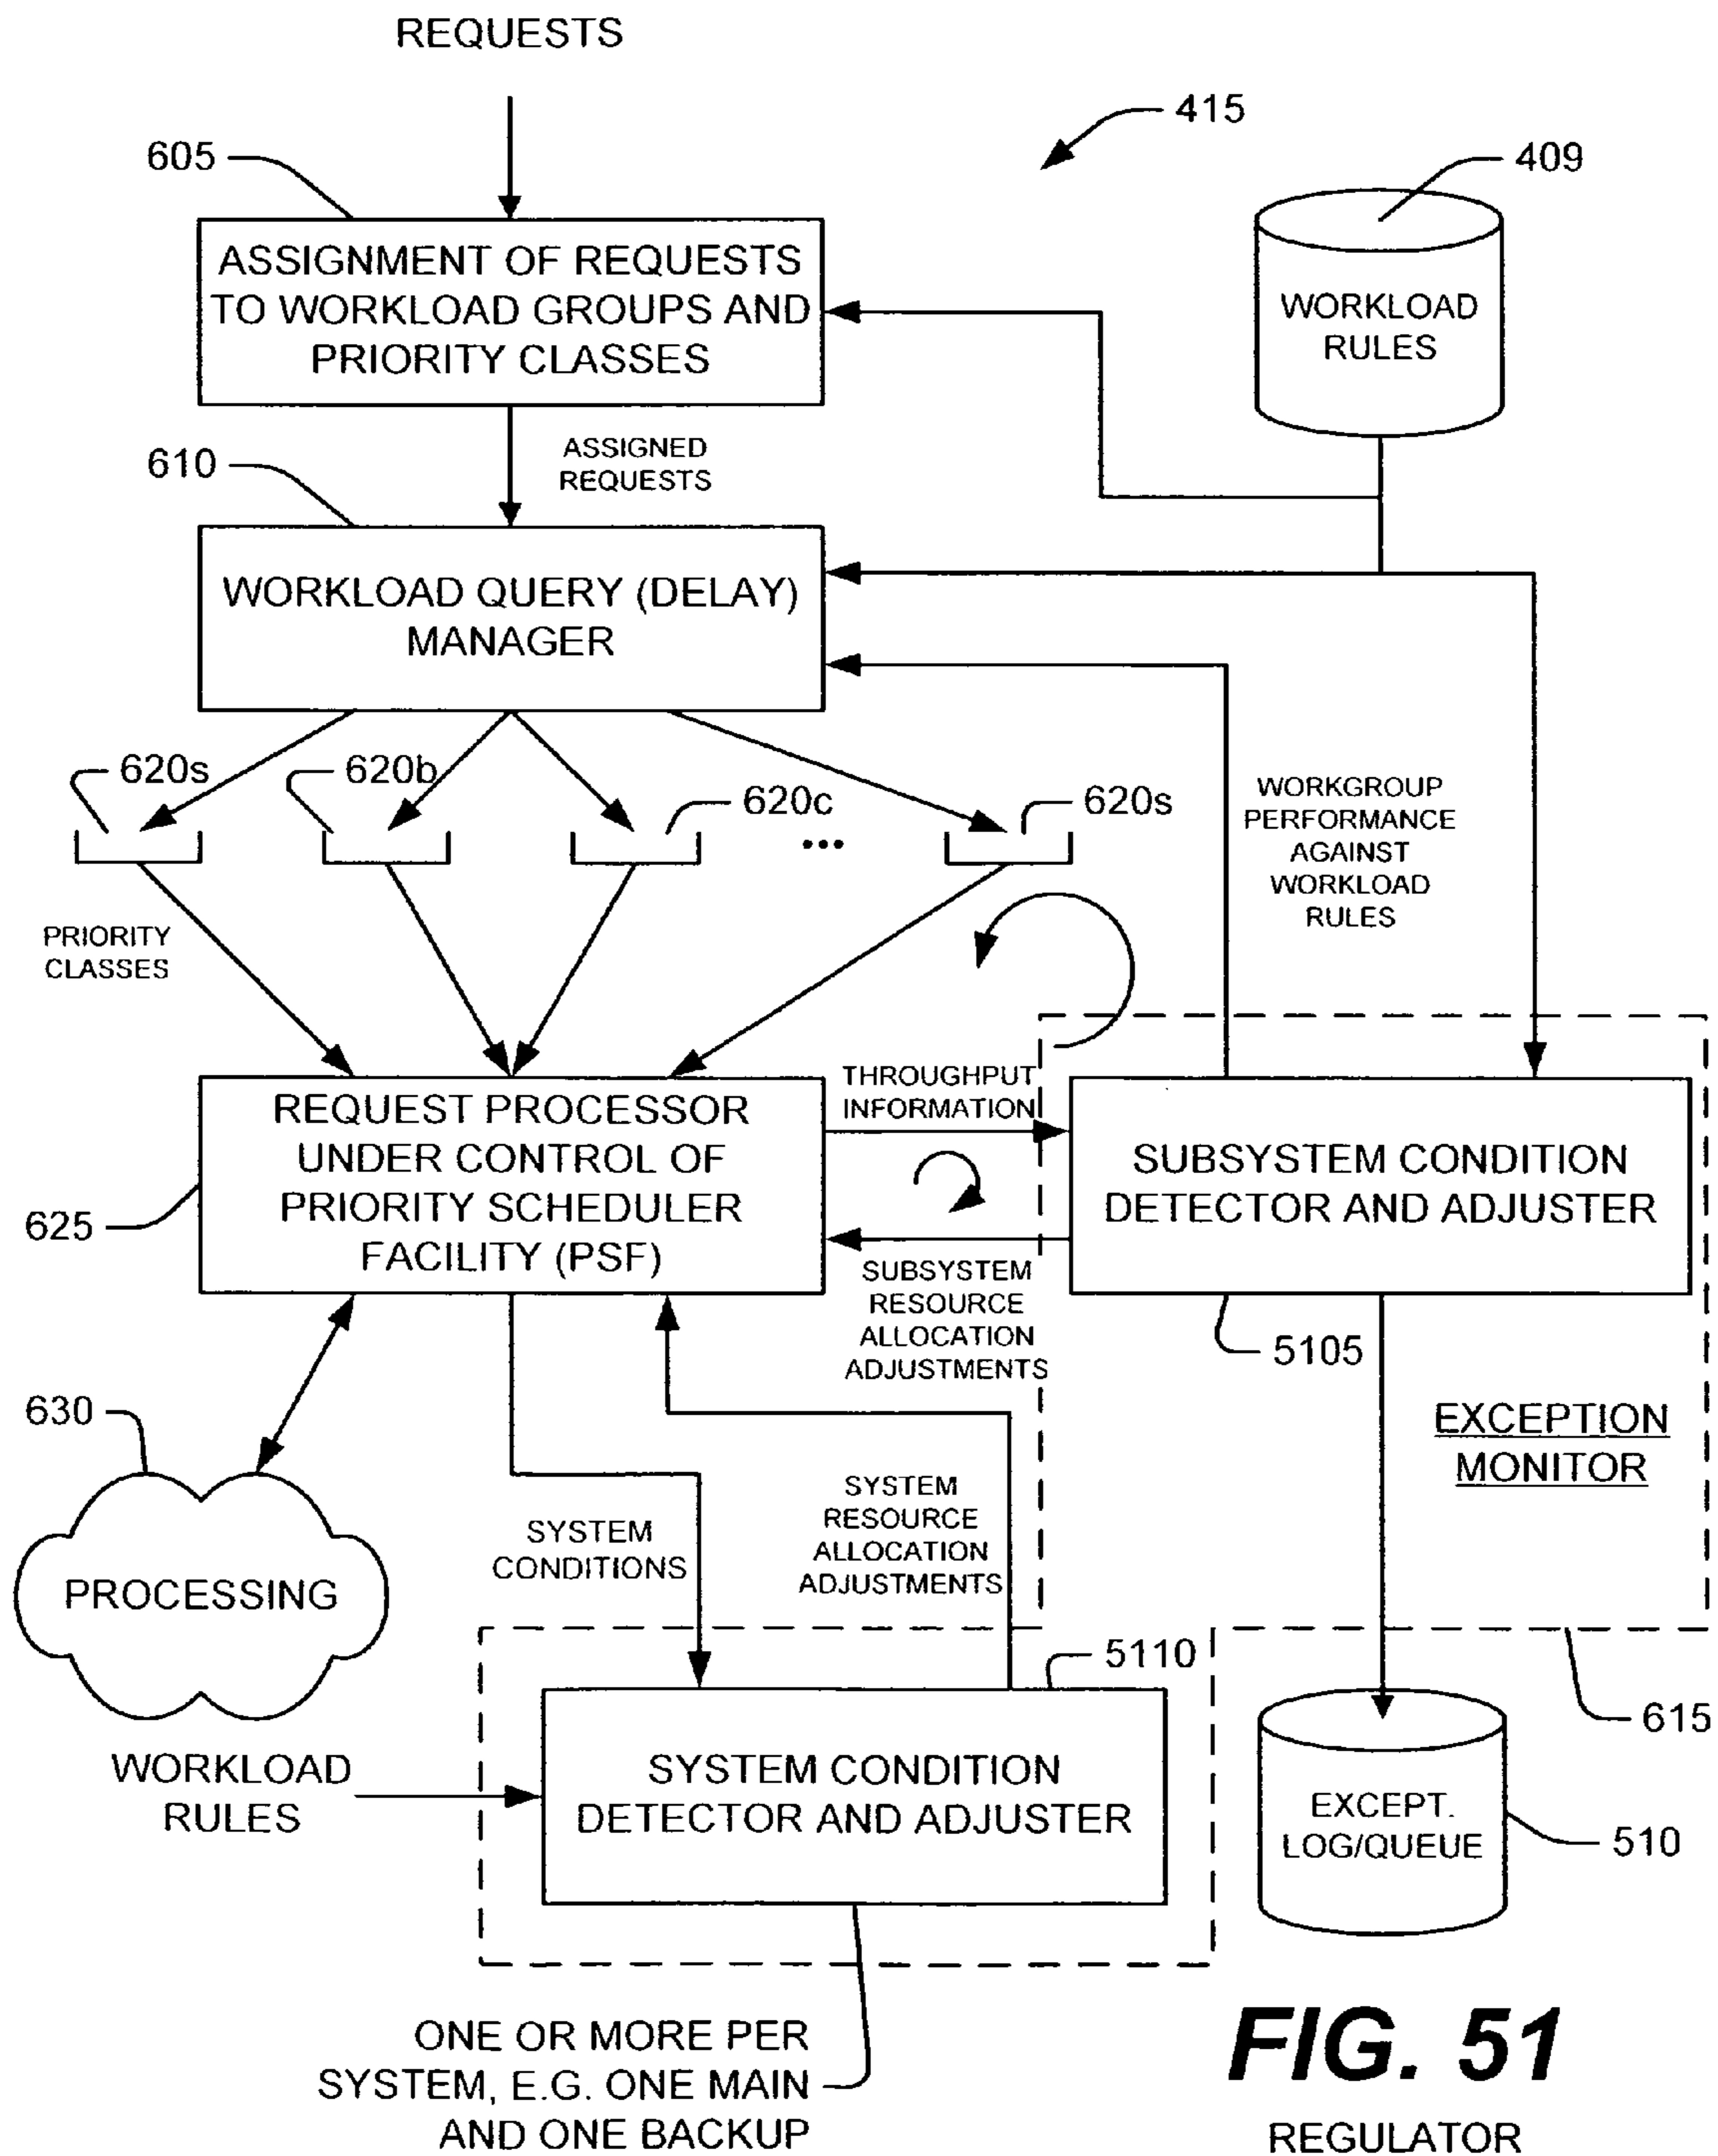 REQUESTS
415
605
409
ASSIGNMENT OF REQUESTS
TO WORKLOAD GROUPS AND
PRIORITY CLASSES
WORKLOAD
RULES
ASSIGNED
REQUESTS
610
WORKLOAD QUERY (DELAY)
MANAGER
620s
620b
620c
...
620s
WORKGROUP
PERFORMANCE
AGAINST
WORKLOAD
RULES
PRIORITY
CLASSES
THROUGHPUT
INFORMATION
REQUEST PROCESSOR
UNDER CONTROL OF
PRIORITY SCHEDULER
FACILITY (PSF)
625
SUBSYSTEM CONDITION
DETECTOR AND ADJUSTER
SUBSYSTEM
RESOURCE
ALLOCATION
ADJUSTMENTS
5105
EXCEPTION
MONITOR
630
PROCESSING
SYSTEM
CONDITIONS
SYSTEM
RESOURCE
ALLOCATION
ADJUSTMENTS
5110
615
WORKLOAD
RULES
SYSTEM CONDITION
DETECTOR AND ADJUSTER
EXCEPT.
LOG/QUEUE
510
ONE OR MORE PER
SYSTEM, E.G. ONE MAIN
AND ONE BACKUP
FIG. 51
REGULATOR